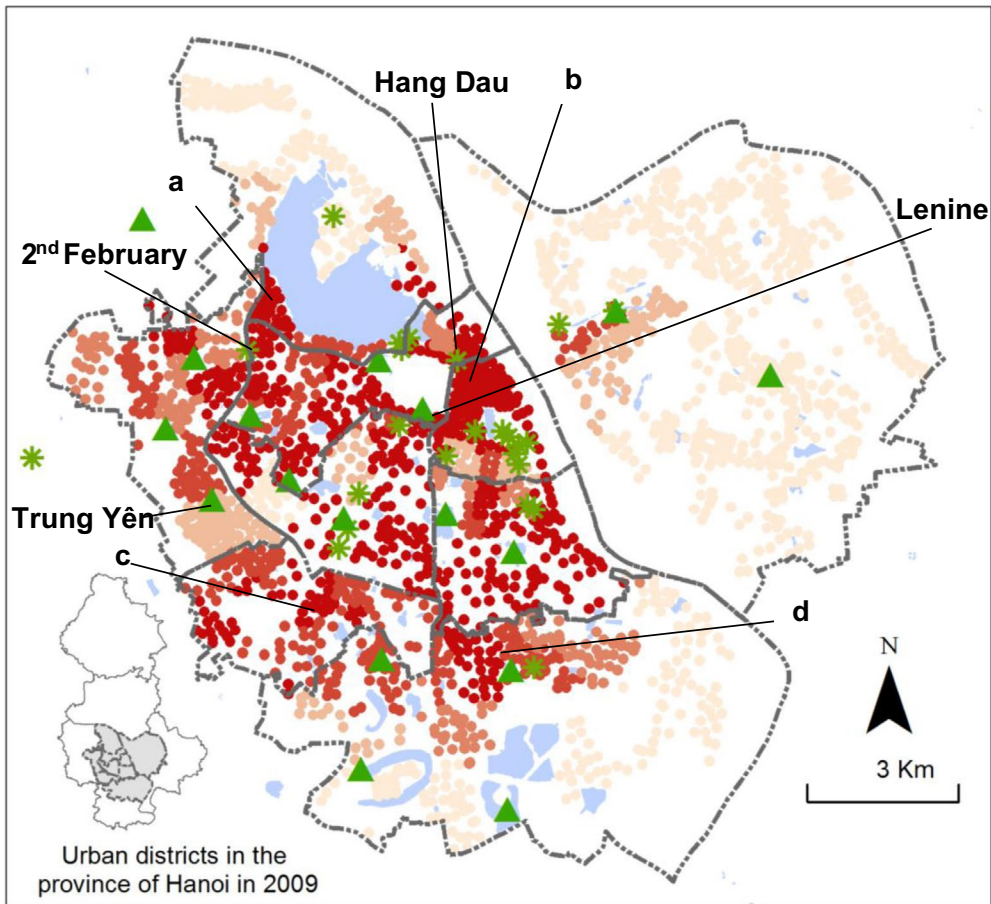 Hang Dau
b
a
Lenine
2nd February
Trung Yên
c
d
N
3 Km
Urban districts in the
province of Hanoi in 2009